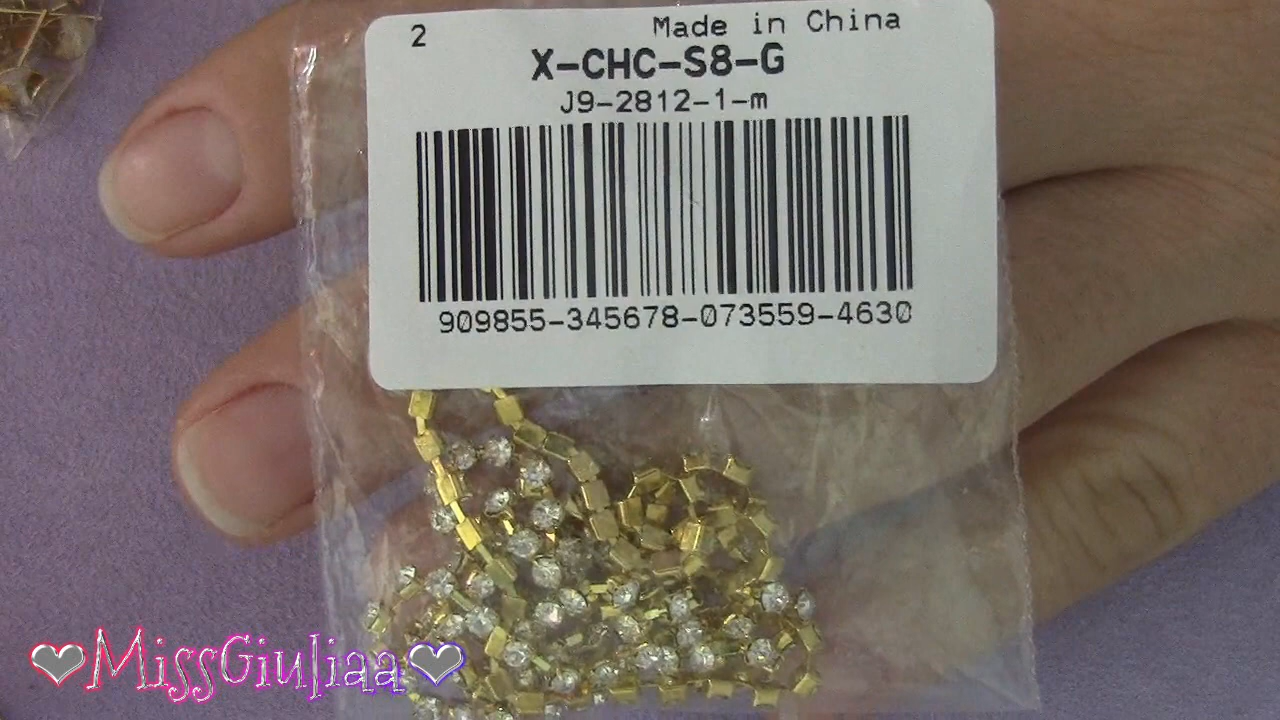 2
Made in China
X-CHC-S8-G
J9-2812-1-m
909855-345678-073559-4630
❤MissGiuliaa❤